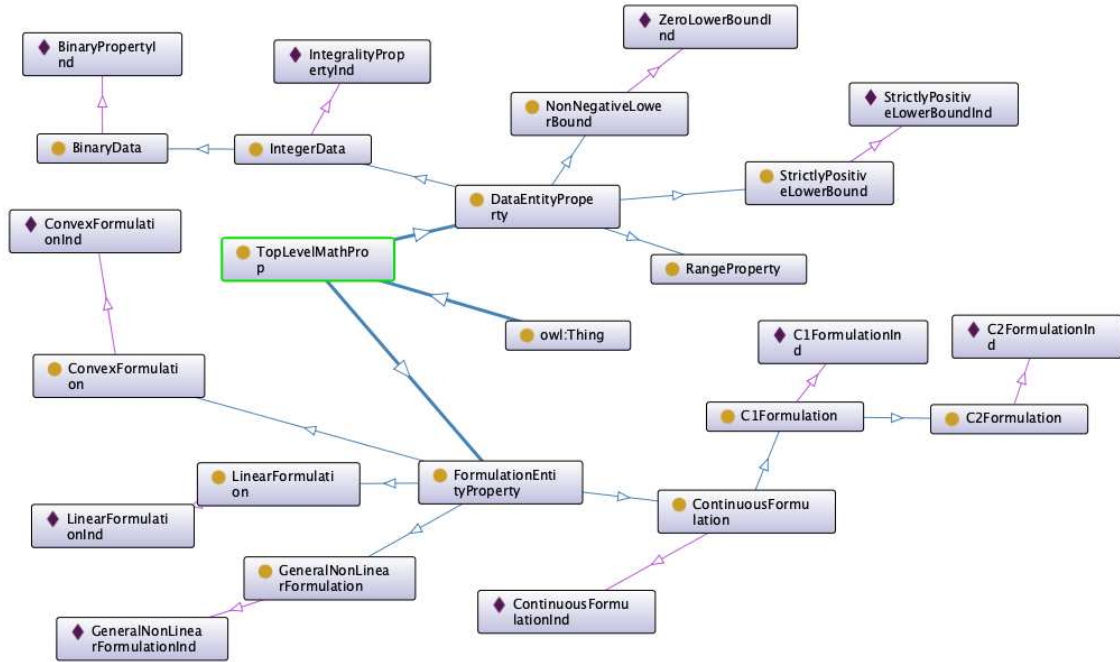 ZeroLowerBoundI
nd
BinaryPropertyI
nd
IntegralityProp
ertyInd
NonNegativeLowe
rBound
StrictlyPositiv
eLowerBoundInd
BinaryData
IntegerData
StrictlyPositiv
eLowerBound
DataEntityPrope
rty
ConvexFormulati
onInd
TopLevelMathPro
p
RangeProperty
owl:Thing
C1FormulationIn
d
C2FormulationIn
d
ConvexFormulati
on
C1Formulation
C2Formulation
LinearFormulati
on
FormulationEnti
tyProperty
ContinuousFormu
lation
LinearFormulati
onInd
GeneralNonLinea
rFormulation
ContinuousFormu
lationInd
GeneralNonLinea
rFormulationInd